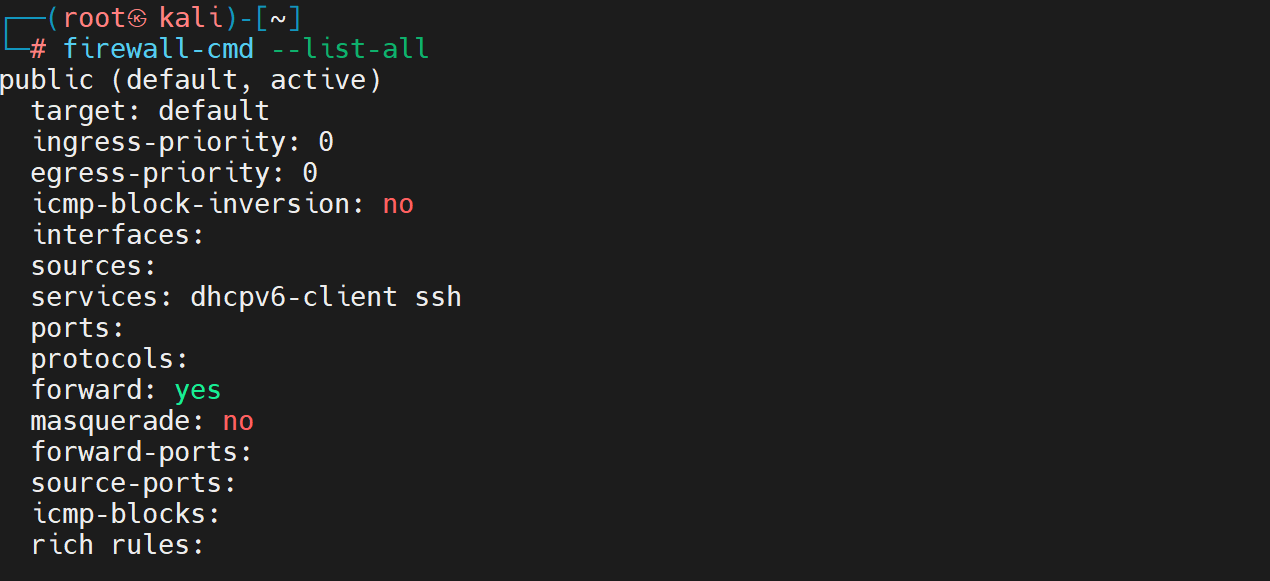 ┌──(root㉿ kali)-[~]
└─# firewall-cmd --list-all
public (default, active)
  target: default
  ingress-priority: 0
  egress-priority: 0
  icmp-block-inversion: no
  interfaces:
  sources:
  services: dhcpv6-client ssh
  ports:
  protocols:
  forward: yes
  masquerade: no
  forward-ports:
  source-ports:
  icmp-blocks:
  rich rules: